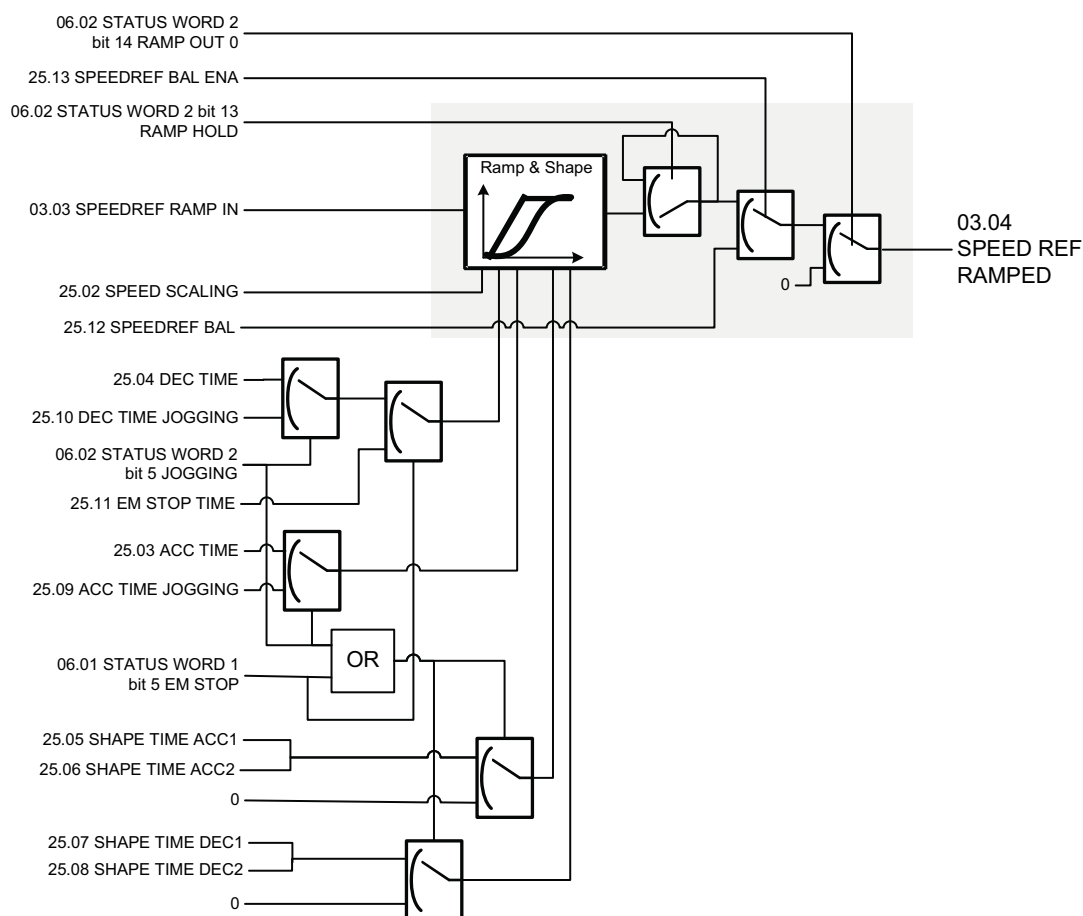 06.02 STATUS WORD 2
bit 14 RAMP OUT 0
25.13 SPEEDREF BAL ENA
06.02 STATUS WORD 2 bit 13
RAMP HOLD
Ramp & Shape
03.03 SPEEDREF RAMP IN
03.04
SPEED REF
RAMPED
0
25.02 SPEED SCALING
25.12 SPEEDREF BAL
25.04 DEC TIME
25.10 DEC TIME JOGGING
06.02 STATUS WORD 2
bit 5 JOGGING
25.11 EM STOP TIME
25.03 ACC TIME
25.09 ACC TIME JOGGING
OR
06.01 STATUS WORD 1
bit 5 EM STOP
25.05 SHAPE TIME ACC1
25.06 SHAPE TIME ACC2
0
25.07 SHAPE TIME DEC1
25.08 SHAPE TIME DEC2
0